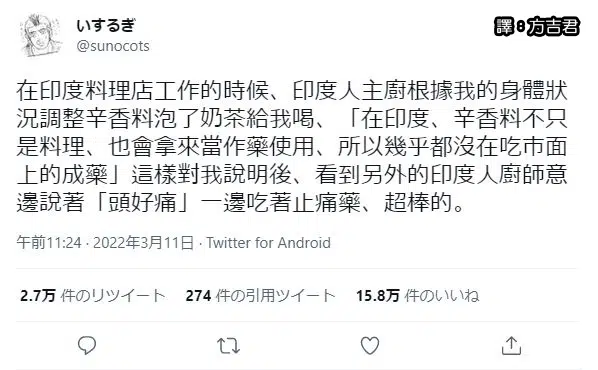 いするぎ
@sunocots
譯:方吉君
在印度料理店工作的時候、印度人主廚根據我的身體狀
況調整辛香料泡了奶茶給我喝、「在印度、辛香料不只
是料理、也會拿來當作藥使用、所以幾乎都沒在吃市面
上的成藥」這樣對我說明後、看到另外的印度人廚師意
邊說著「頭好痛」一邊吃著止痛藥、超棒的。
午前11:24 · 2022年3月11日 · Twitter for Android
2.7万 件のリツイート 274 件の引用ツイート 15.8万 件のいいね